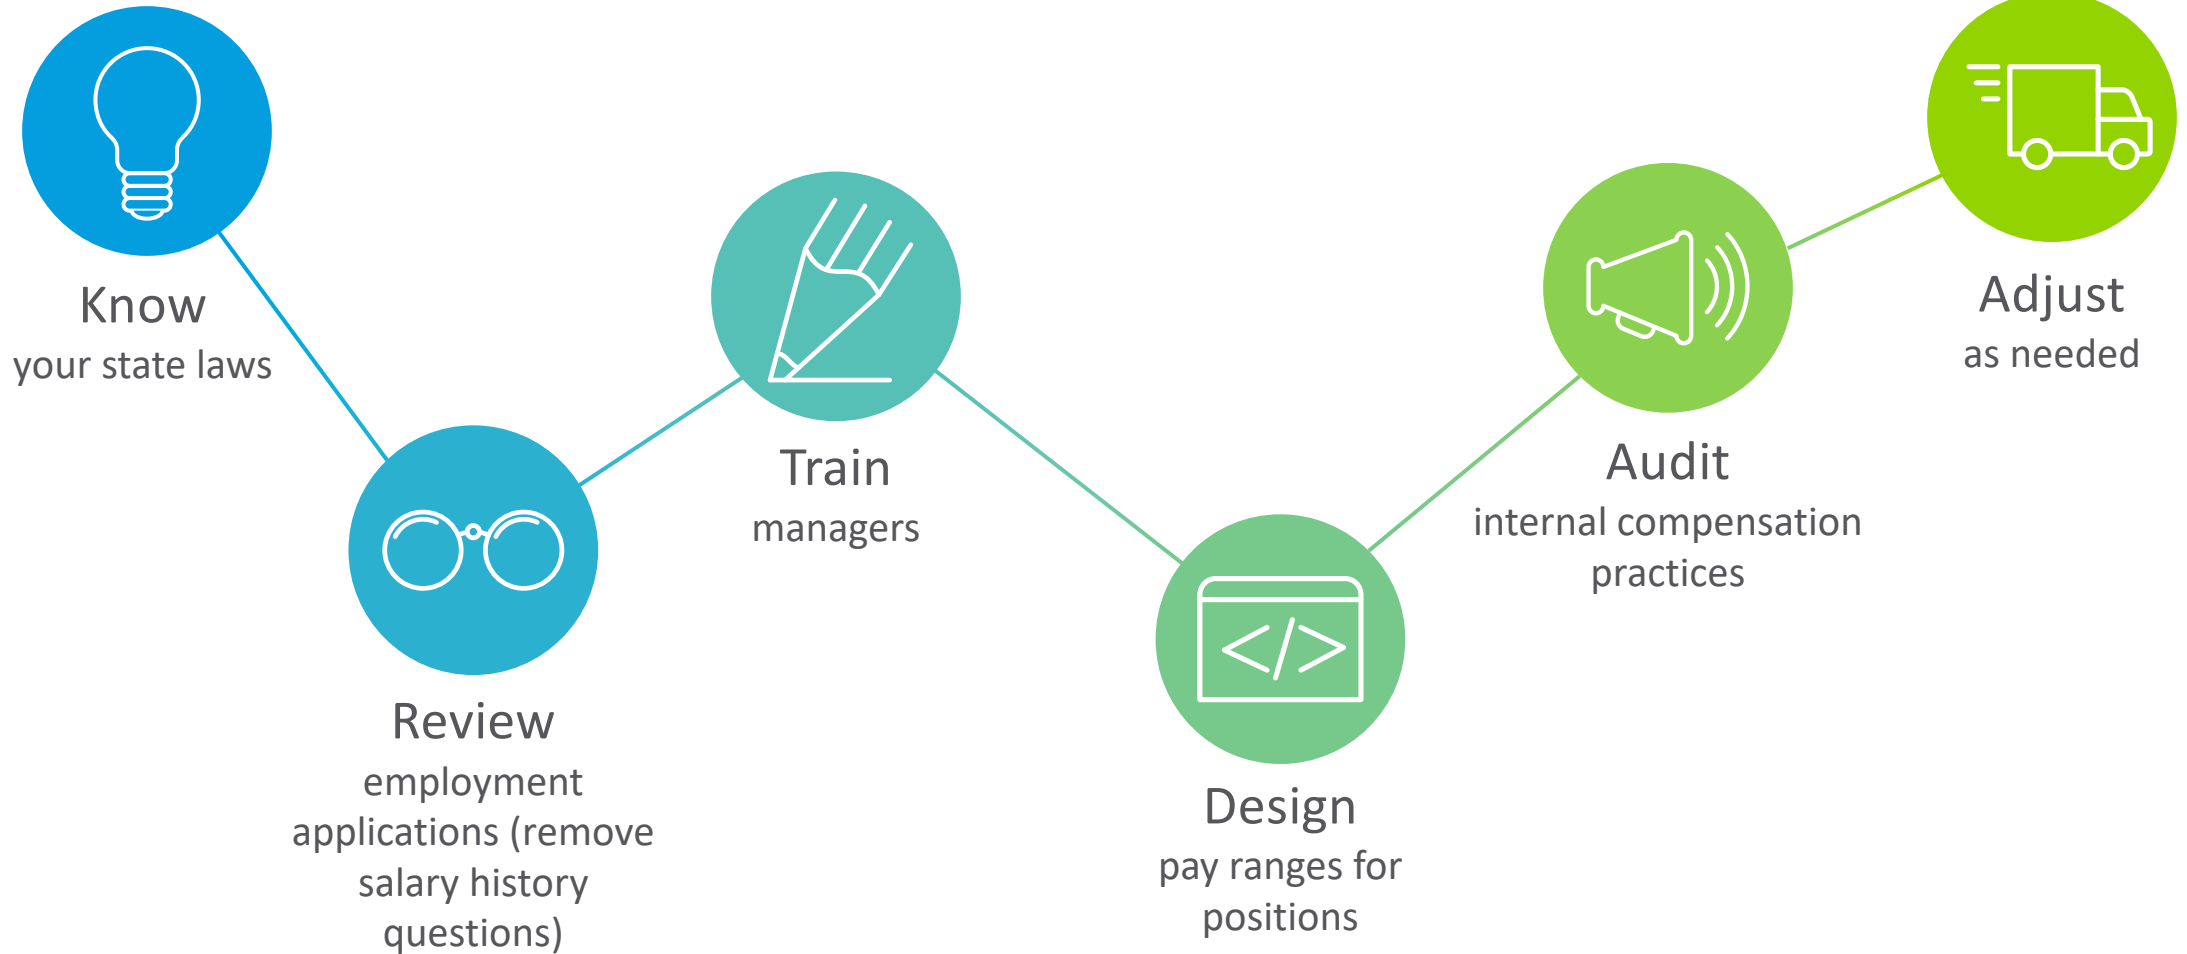 Know
your state laws
Review
employment
applications (remove
salary history
questions)
Train
managers
</>
Design
pay ranges for
positions
Audit
internal compensation
practices
Adjust
as needed